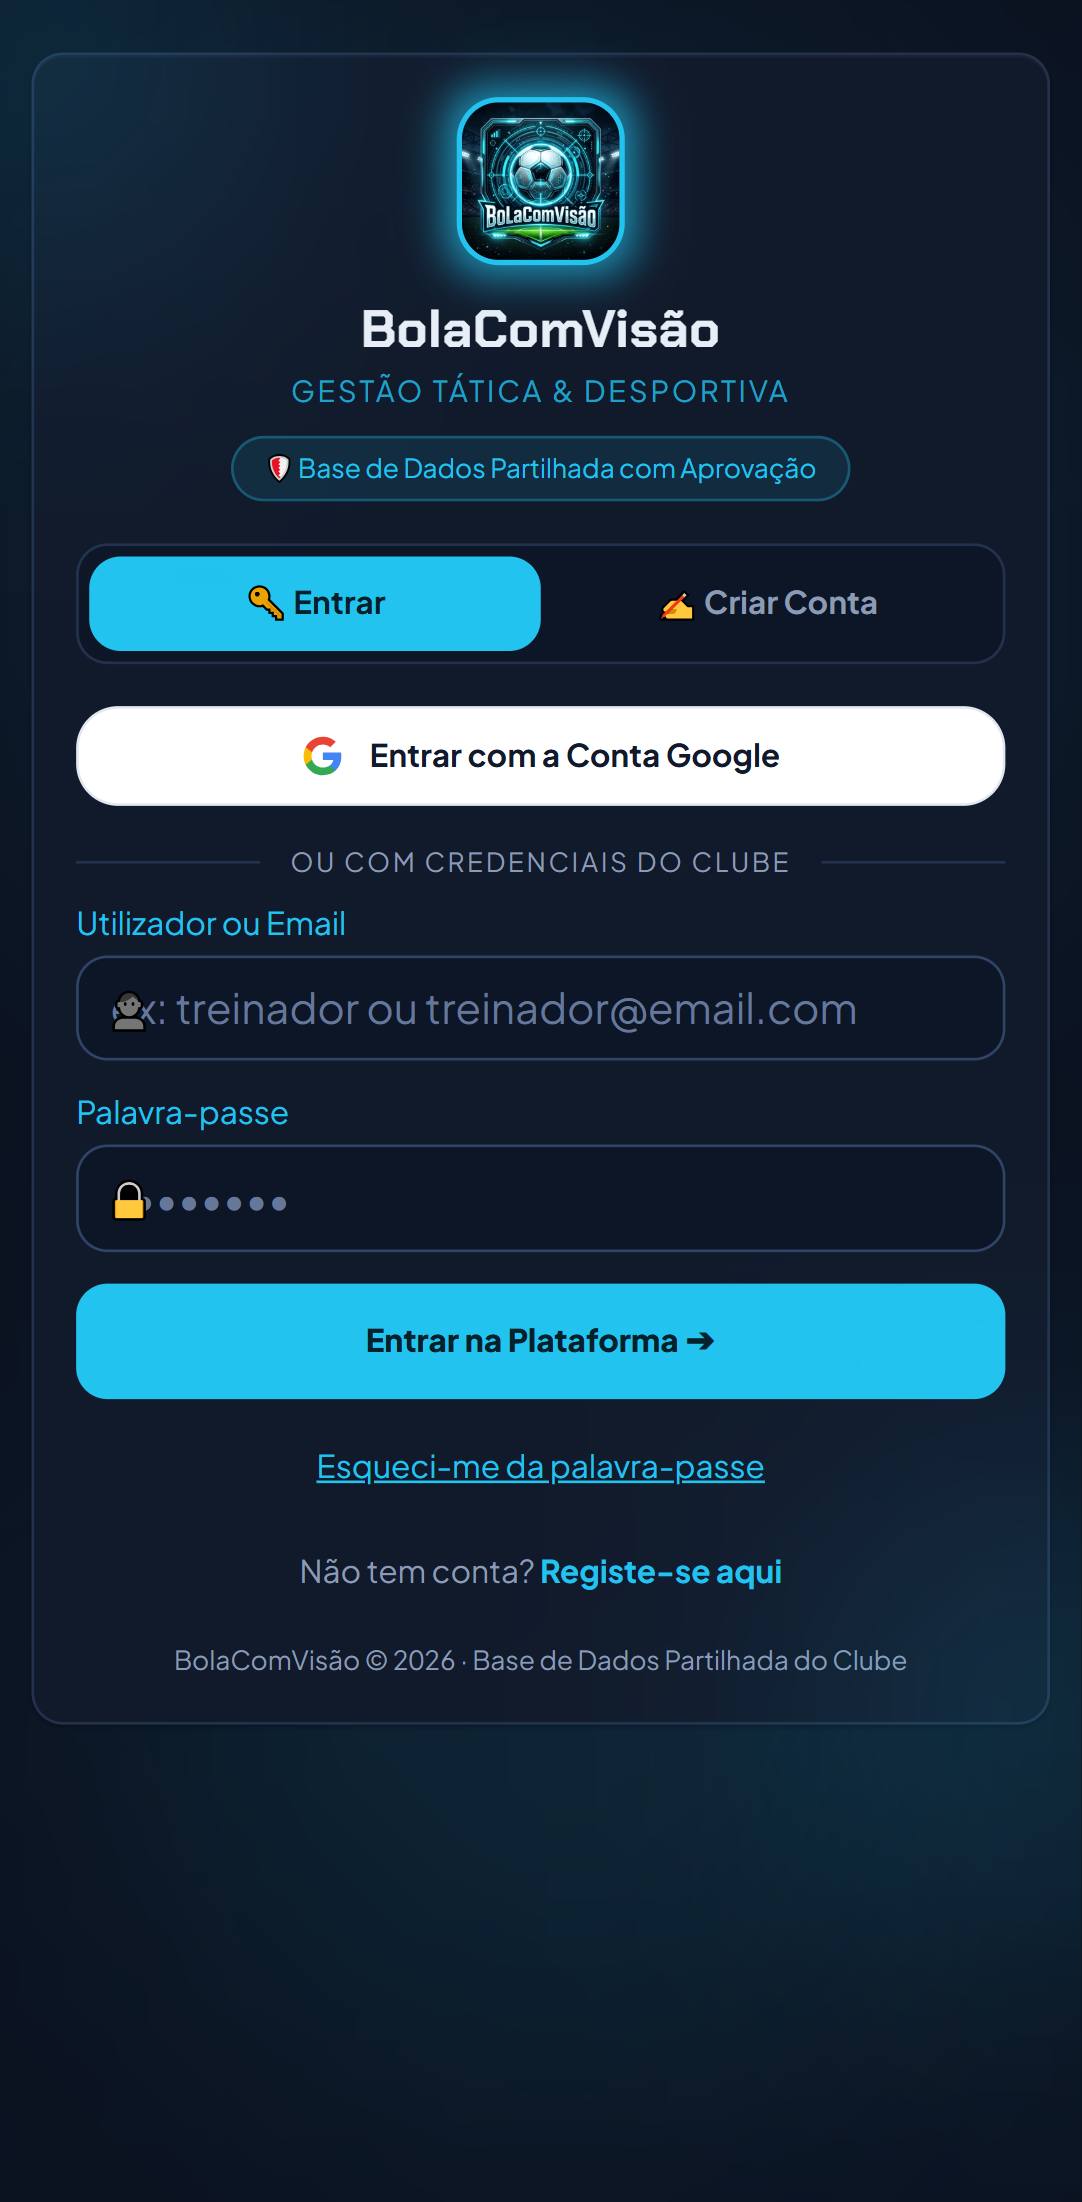 BoLaComVisão
BolaComVisão
GESTÃO TÁTICA & DESPORTIVA
Base de Dados Partilhada com Aprovação
Entrar
Criar Conta
Entrar com a Conta Google
OU COM CREDENCIAIS DO CLUBE
Utilizador ou Email
ex: treinador ou treinador@email.com
Palavra-passe
Entrar na Plataforma ➔
Esqueci-me da palavra-passe
Não tem conta? Registe-se aqui
BolaComVisão © 2026 · Base de Dados Partilhada do Clube